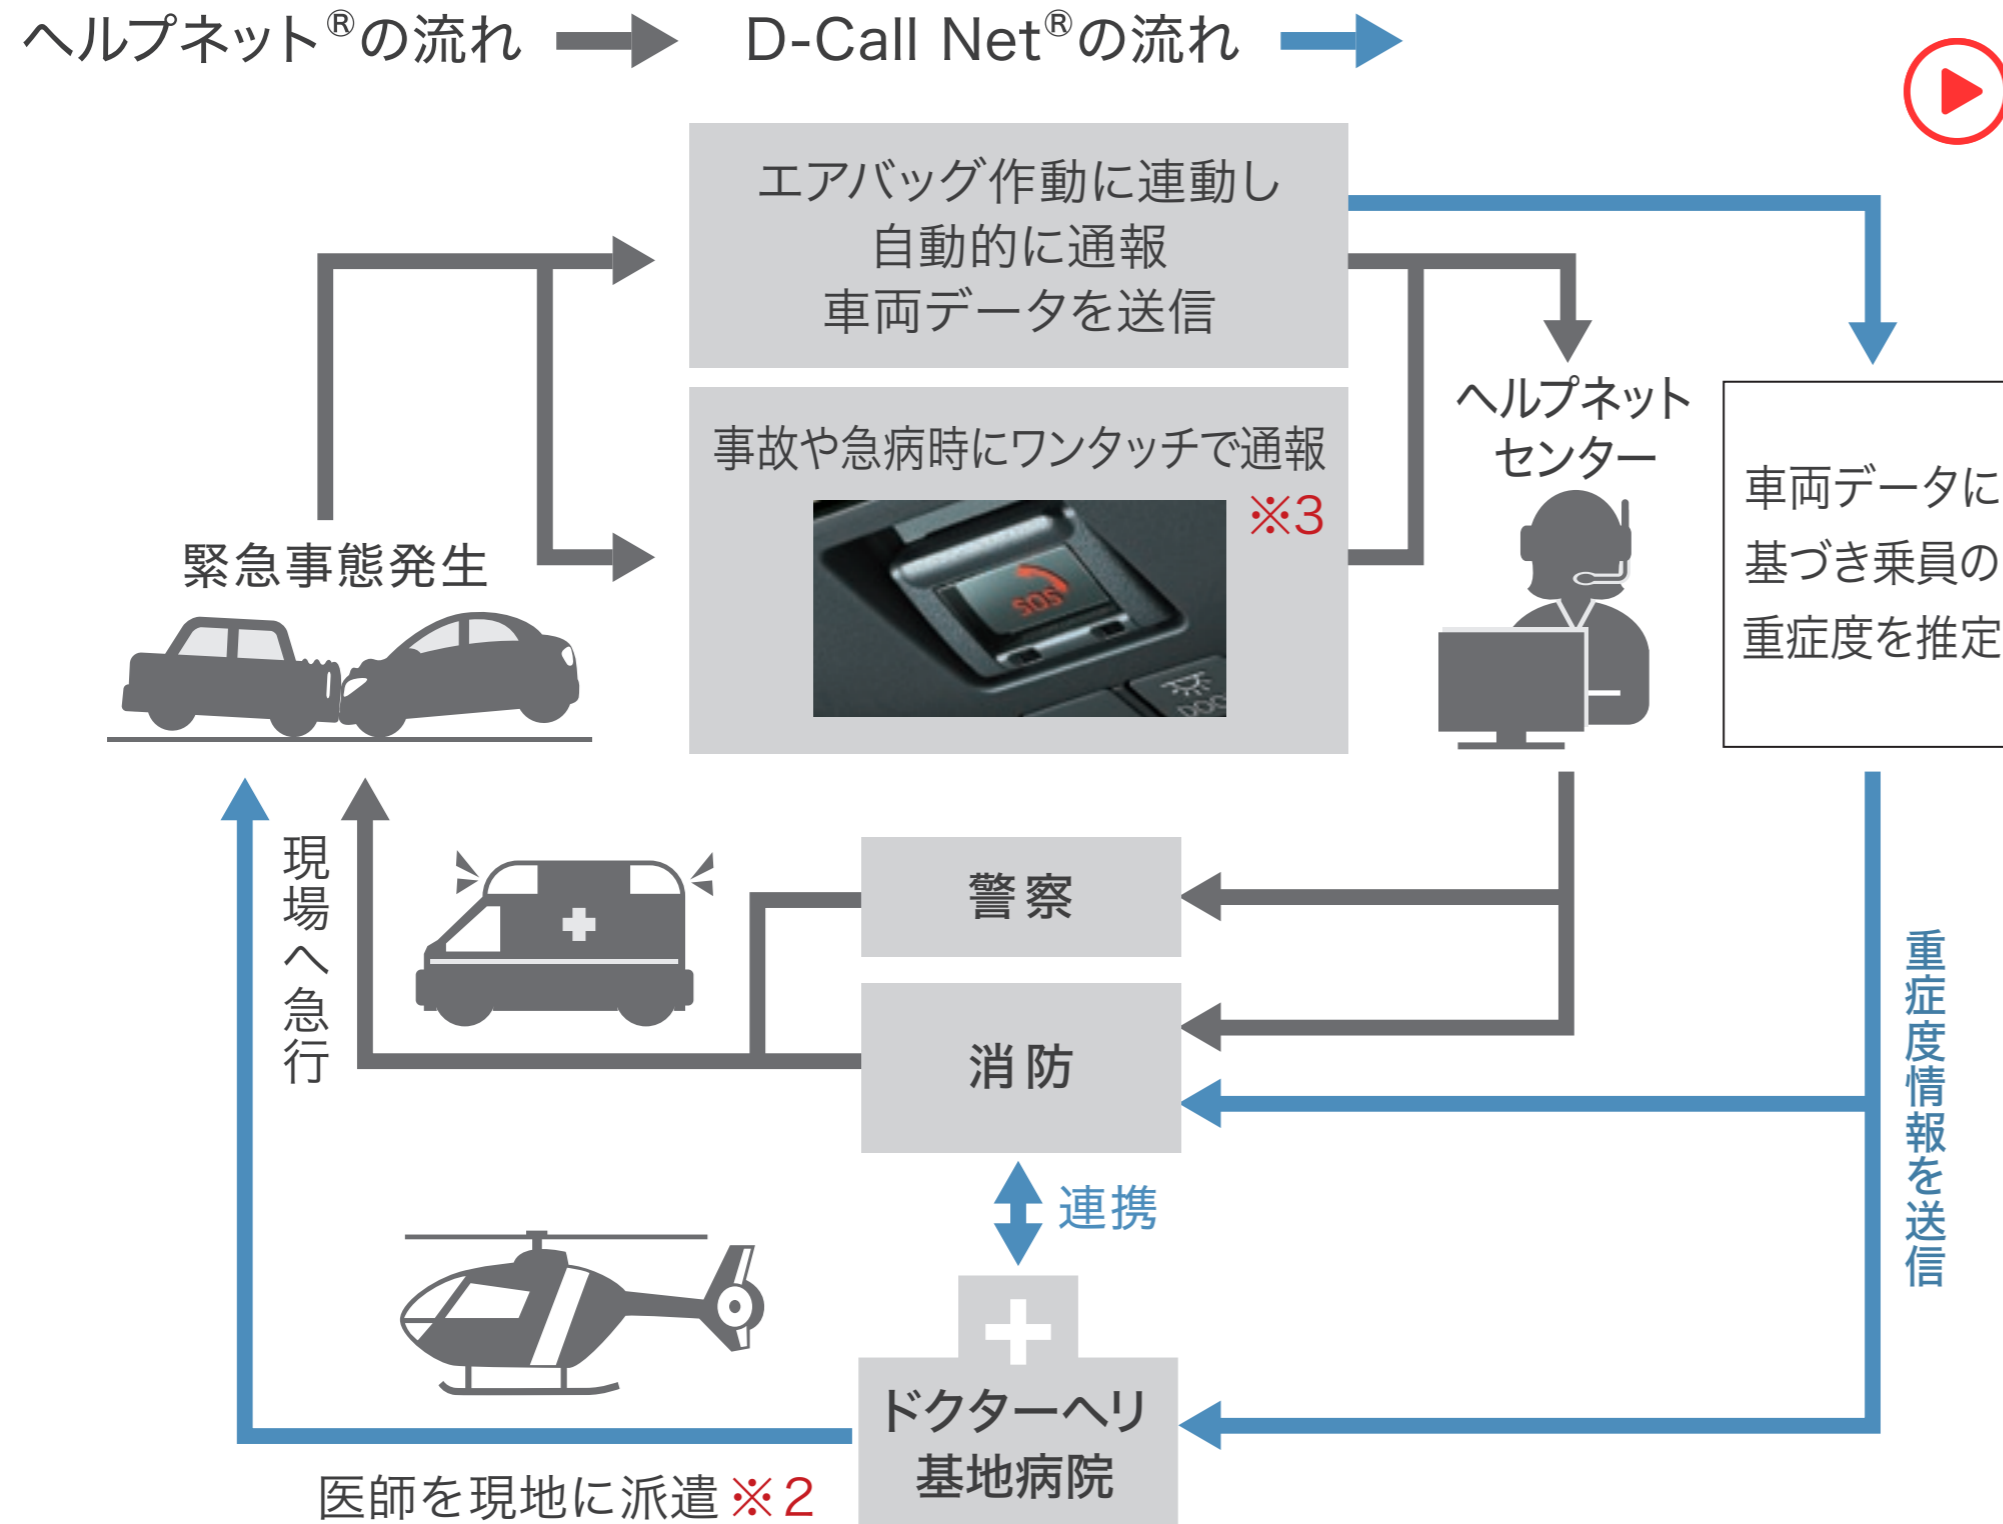 ヘルプネット®の流れ
D-Call Net®の流れ
エアバッグ作動に連動し
自動的に通報
車両データを送信
事故や急病時にワンタッチで通報
※3
SOS
DOO
ヘルプネット
センター
車両データに
基づき乗員の
重症度を推定
緊急事態発生
現場へ急行
警察
消防
連携
重症度情報を送信
ドクターヘリ
基地病院
医師を現地に派遣※2